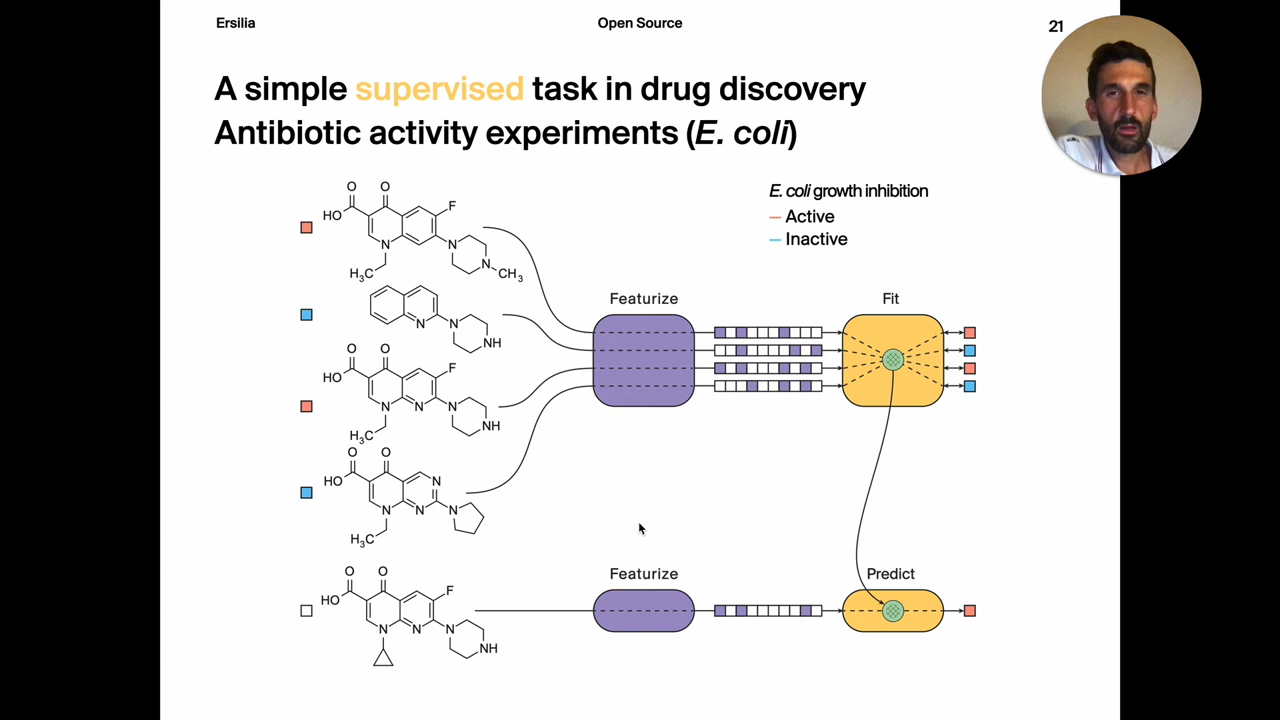 Ersilia
Open Source
21
A simple supervised task in drug discovery
Antibiotic activity experiments (E. coli)
E. coli growth inhibition
Active
Inactive
O O
HO F
N N
H₃C N CH₃
N N
NH
O O
HO F
N N N
NH
H₃C
O O
HO N
N N N
H₃C
O O
HO F
N N N
NH
Featurize
Fit
Featurize
Predict